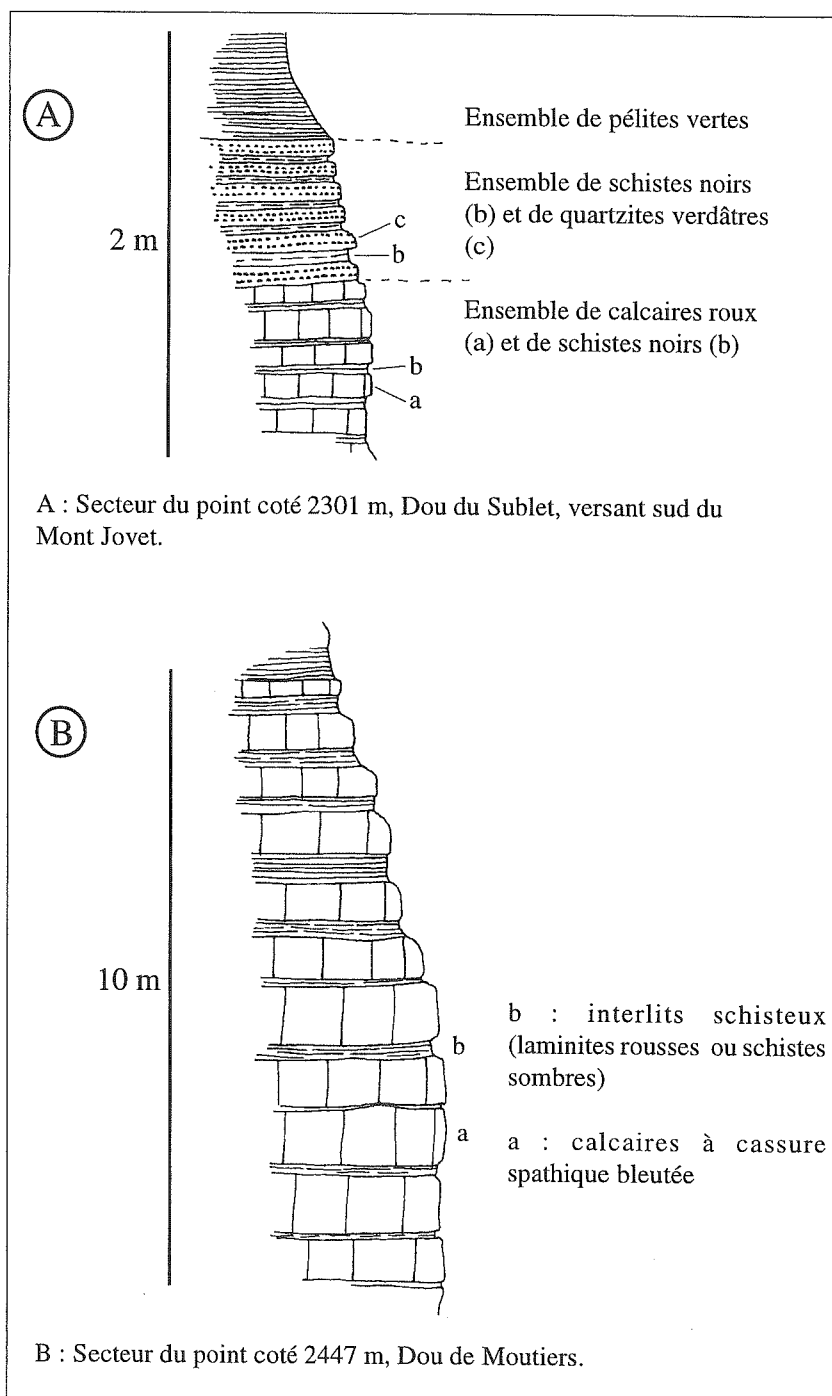 A
Ensemble de pélites vertes
Ensemble de schistes noirs
(b) et de quartzites verdâtres
(c)
c
b
2 m
Ensemble de calcaires roux
(a) et de schistes noirs (b)
b
a
A : Secteur du point coté 2301 m, Dou du Sublet, versant sud du
Mont Jovet.
B
10 m
b
a
b : interlits schisteux
(laminites rousses ou schistes
sombres)
a : calcaires à cassure
spathique bleutée
B : Secteur du point coté 2447 m, Dou de Moutiers.